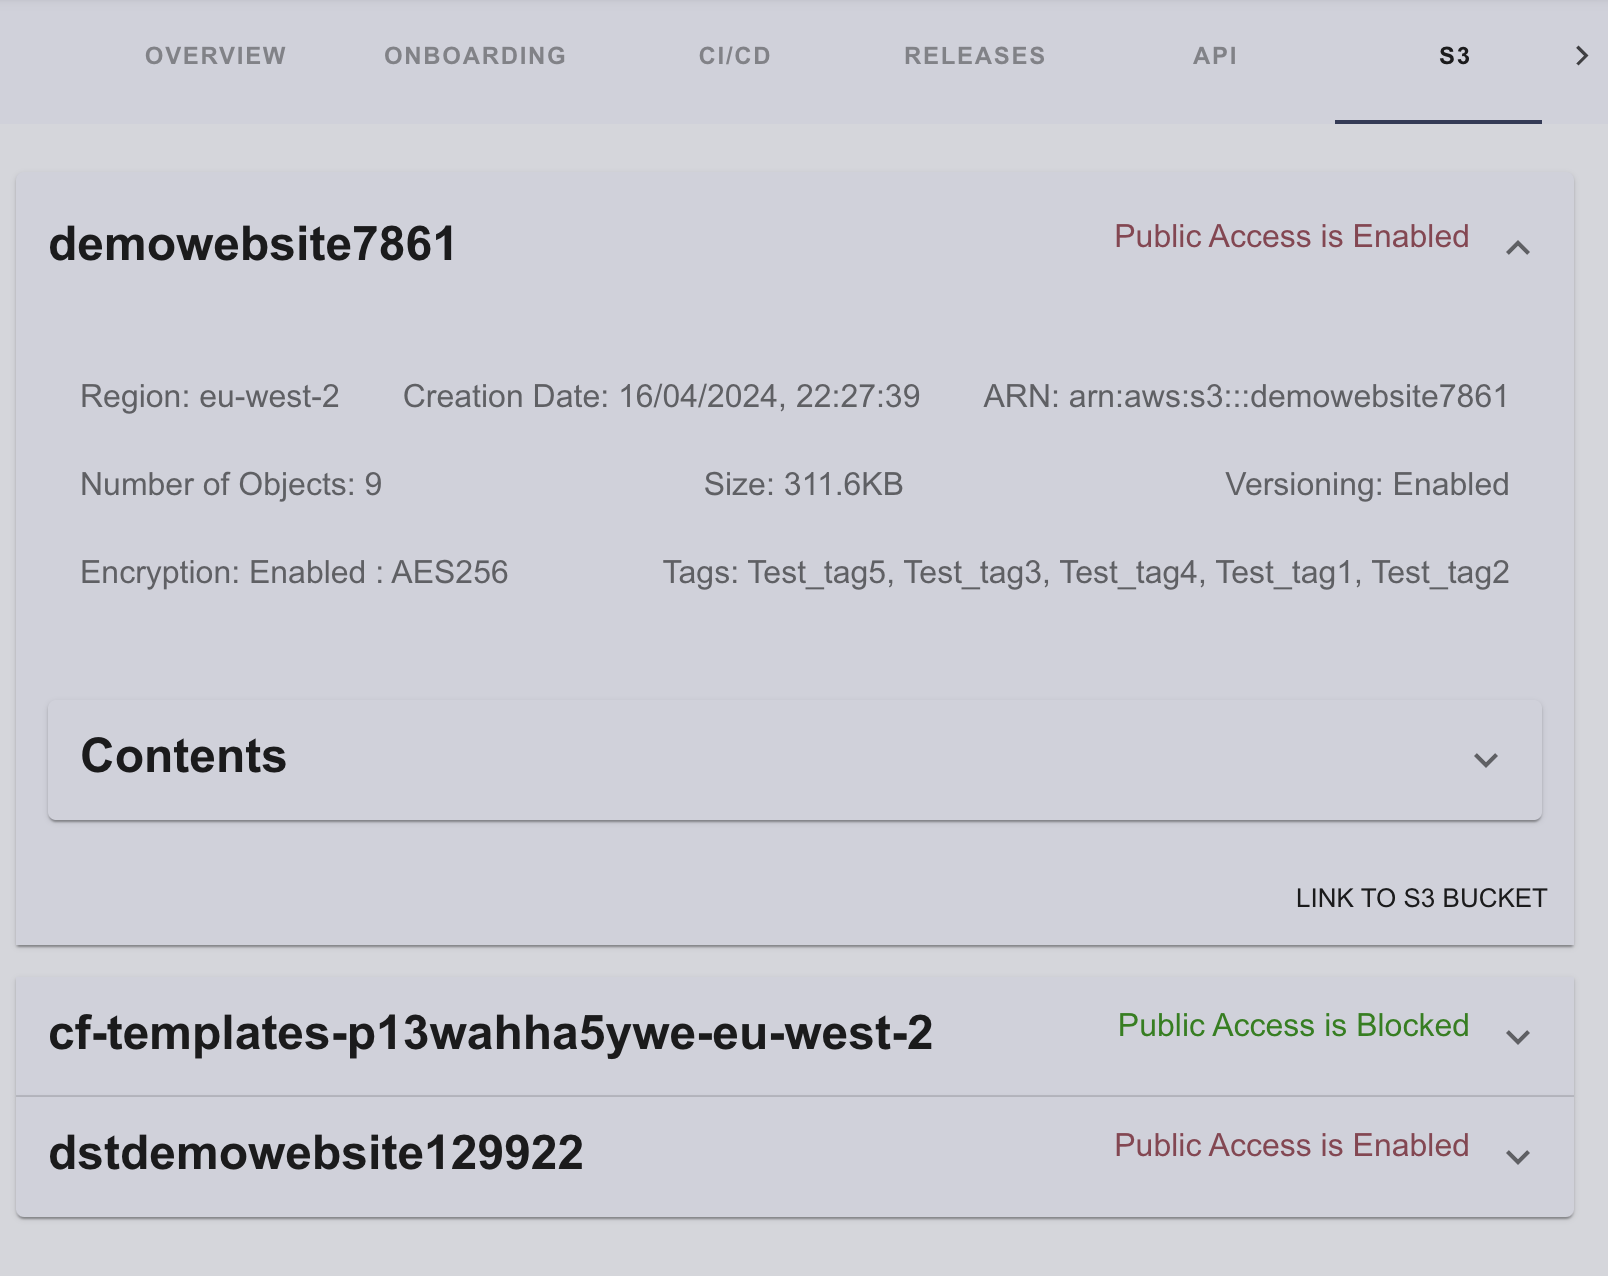 OVERVIEW ONBOARDING CI/CD RELEASES API S3
demowebsite7861 Public Access is Enabled
Region: eu-west-2 Creation Date: 16/04/2024, 22:27:39 ARN: arn:aws:s3:::demowebsite7861
Number of Objects: 9 Size: 311.6KB Versioning: Enabled
Encryption: Enabled : AES256 Tags: Test_tag5, Test_tag3, Test_tag4, Test_tag1, Test_tag2
Contents
LINK TO S3 BUCKET
cf-templates-p13wahha5ywe-eu-west-2 Public Access is Blocked
dstdemowebsite129922 Public Access is Enabled